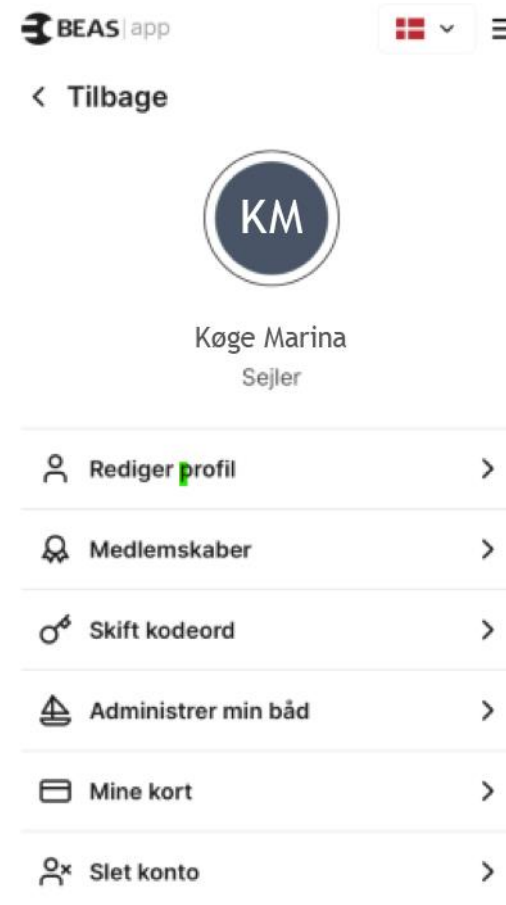 BEAS app
Tilbage
KM
Køge Marina
Sejler
Rediger profil
Medlemskaber
Skift kodeord
Administrer min båd
Mine kort
Slet konto